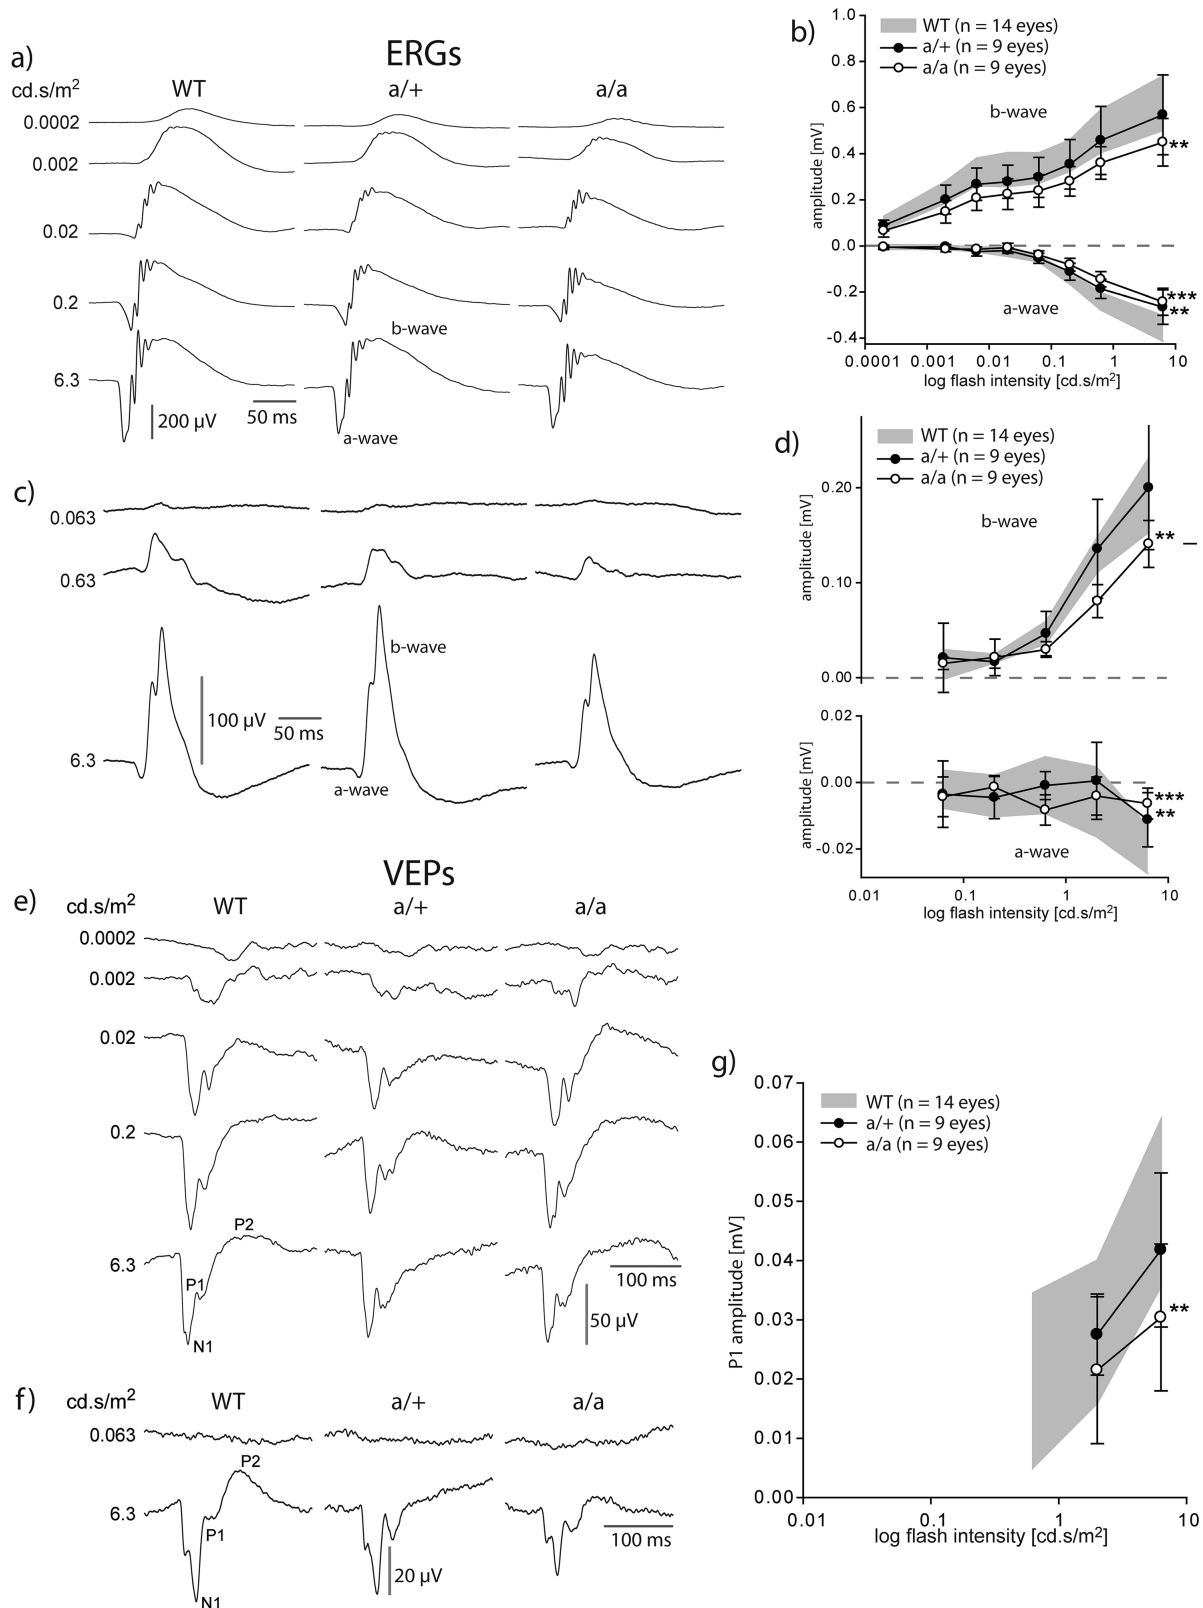 a)
ERGs
cd.s/m2
WT
a/+
a/a
0.0002
0.002
0.02
0.2
b-wave
6.3
200 µV
50 ms
a-wave
b)
1.0
0.8
0.6
0.4
0.2
0.0
-0.2
-0.4
amplitude [mV]
WT (n = 14 eyes)
a/+ (n = 9 eyes)
a/a (n = 9 eyes)
b-wave
**
a-wave
***
**
0.0001
0.001
0.01
0.1
1
10
log flash intensity [cd.s/m2]
c)
0.063
0.63
b-wave
100 µV
50 ms
6.3
a-wave
d)
WT (n = 14 eyes)
a/+ (n = 9 eyes)
a/a (n = 9 eyes)
b-wave
0.20
0.10
0.00
amplitude [mV]
**
0.02
0.00
-0.02
amplitude [mV]
***
**
a-wave
0.01
0.1
1
10
log flash intensity [cd.s/m2]
VEPs
e)
cd.s/m2
WT
a/+
a/a
0.0002
0.002
0.02
0.2
P2
6.3
P1
N1
100 ms
50 µV
f)
cd.s/m2
WT
a/+
a/a
0.063
P2
6.3
P1
N1
100 ms
20 µV
g)
0.07
0.06
0.05
0.04
0.03
0.02
0.01
0.00
P1 amplitude [mV]
WT (n = 14 eyes)
a/+ (n = 9 eyes)
a/a (n = 9 eyes)
**
0.01
0.1
1
10
log flash intensity [cd.s/m2]